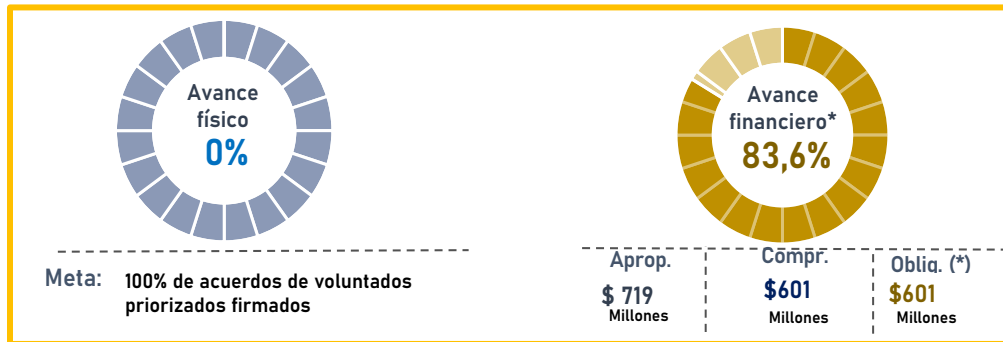 Avance
físico
0%
Meta:
100% de acuerdos de voluntados
priorizados firmados
Avance
financiero*
83,6%
Aprop.
$ 719
Millones
Compr.
$601
Millones
Oblig. (*)
$601
Millones